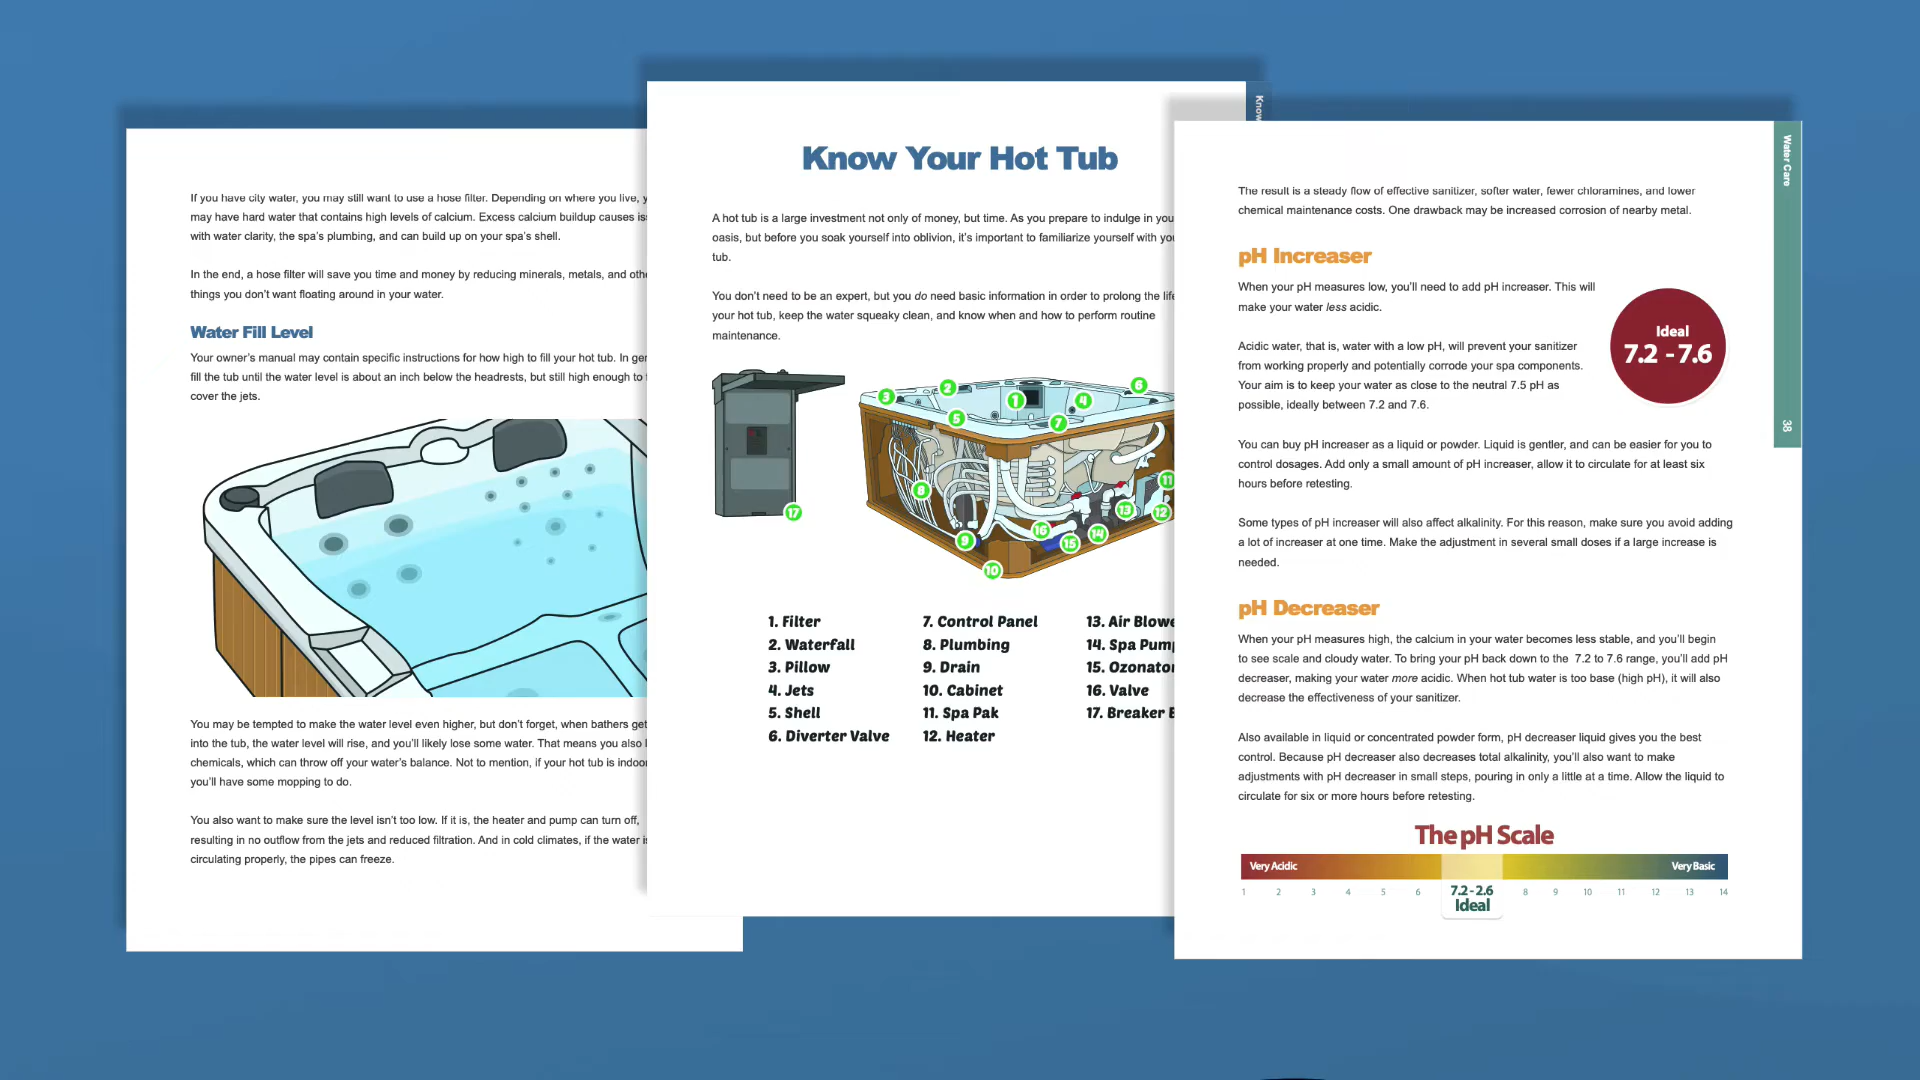 If you have city water, you may still want to use a hose filter. Depending on where you live,
may have hard water that contains high levels of calcium. Excess calcium buildup causes
with water clarity, the spa's plumbing, and can build up on your spa's shell.
In the end, a hose filter will save you time and money by reducing minerals, metals, and
things you don't want floating around in your water.
Water Fill Level
Your owner's manual may contain specific instructions for how high to fill your hot tub. In
fill the tub until the water level is about an inch below the headrests, but still high enough to
cover the jets.
You may be tempted to make the water level even higher, but don't forget, when bathers get
into the tub, the water level will rise, and you'll likely lose some water. That means you also
chemicals, which can throw off your water's balance. Not to mention, if your hot tub is
you'll have some mopping to do.
You also want to make sure the level isn't too low. If it is, the heater and pump can turn off,
resulting in no outflow from the jets and reduced filtration. And in cold climates, if the water
circulating properly, the pipes can freeze.
Know
Know Your Hot Tub
A hot tub is a large investment not only of money, but time. As you prepare to indulge in
oasis, but before you soak yourself into oblivion, it's important to familiarize yourself with
tub.
You don't need to be an expert, but you do need basic information in order to prolong the
your hot tub, keep the water squeaky clean, and know when and how to perform routine
maintenance.
17
1
2
3
4
5
6
7
8
9
10
11
12
13
14
15
16
1. Filter
2. Waterfall
3. Pillow
4. Jets
5. Shell
6. Diverter Valve
7. Control Panel
8. Plumbing
9. Drain
10. Cabinet
11. Spa Pak
12. Heater
13. Air
14. Spa
15.
16. Valve
17. Breaker
Water Care
38
The result is a steady flow of effective sanitizer, softer water, fewer chloramines, and lower
chemical maintenance costs. One drawback may be increased corrosion of nearby metal.
pH Increaser
When your pH measures low, you'll need to add pH increaser. This will
make your water less acidic.
Acidic water, that is, water with a low pH, will prevent your sanitizer
from working properly and potentially corrode your spa components.
Your aim is to keep your water as close to the neutral 7.5 pH as
possible, ideally between 7.2 and 7.6.
Ideal
7.2 - 7.6
You can buy pH increaser as a liquid or powder. Liquid is gentler, and can be easier for you to
control dosages. Add only a small amount of pH increaser, allow it to circulate for at least six
hours before retesting.
Some types of pH increaser will also affect alkalinity. For this reason, make sure you avoid adding
a lot of increaser at one time. Make the adjustment in several small doses if a large increase is
needed.
pH Decreaser
When your pH measures high, the calcium in your water becomes less stable, and you'll begin
to see scale and cloudy water. To bring your pH back down to the 7.2 to 7.6 range, you'll add pH
decreaser, making your water more acidic. When hot tub water is too base (high pH), it will also
decrease the effectiveness of your sanitizer.
Also available in liquid or concentrated powder form, pH decreaser liquid gives you the best
control. Because pH decreaser also decreases total alkalinity, you'll also want to make
adjustments with pH decreaser in small steps, pouring in only a little at a time. Allow the liquid to
circulate for six or more hours before retesting.
The pH Scale
Very Acidic Very Basic
1 2 3 4 5 6 7.2 - 2.6 8 9 10 11 12 13 14
Ideal